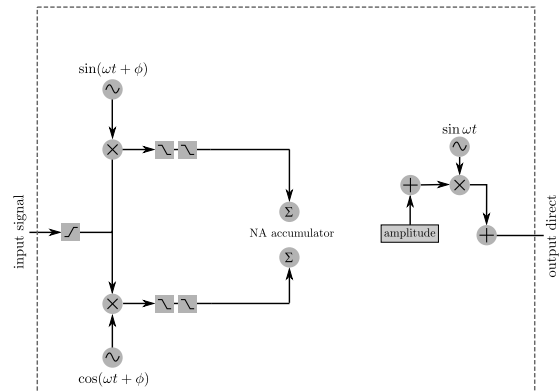 sin(ωt + ϕ)
sin ωt
input signal
Σ
NA accumulator
Σ
amplitude
output direct
cos(ωt + ϕ)